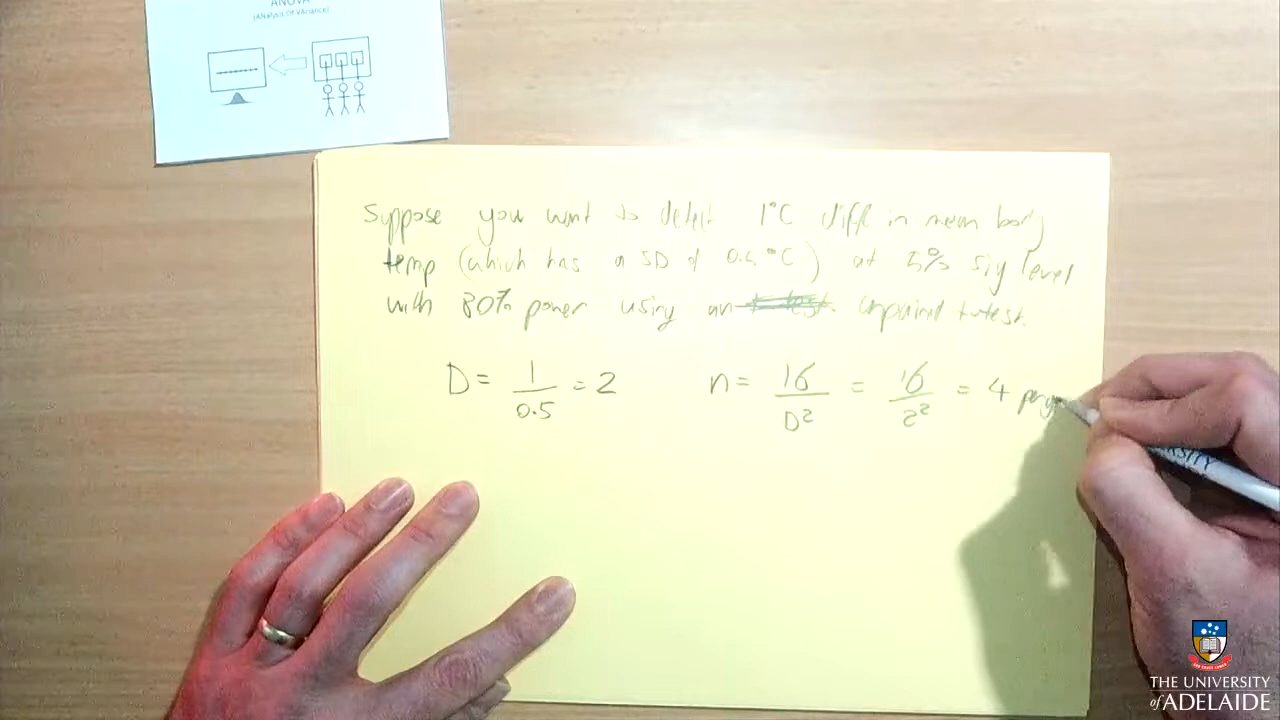 ANOVA
(ANalysis Of VAriance)
Suppose you want to detect 1°C diff in mean body
temp (which has a SD of 0.5°C) at 5% sig level
with 80% power using an unpaired t-test.
D = 1/0.5 = 2
n = 16/D² = 16/2² = 4 per
THE UNIVERSITY
of ADELAIDE